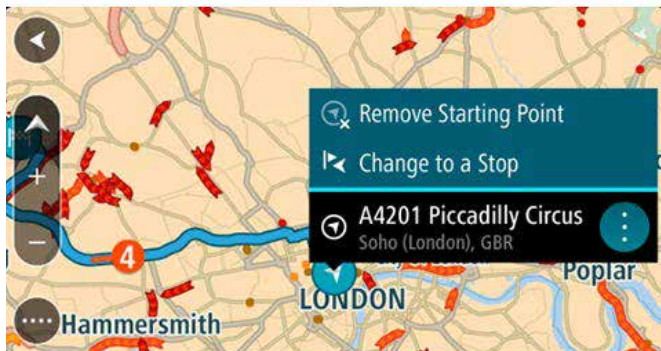 Remove Starting Point
Change to a Stop
A4201 Piccadilly Circus
Soho (London), GBR
4
Poplar
LONDON
Hammersmith